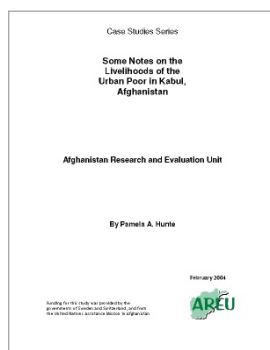 Case Studies Series
Some Notes on the
Livelihoods of the
Urban Poor in Kabul,
Afghanistan
Afghanistan Research and Evaluation Unit
By Pamela A. Hunte
February 2004
AREU
Funding for this study was provided by the
governments of Sweden and Switzerland, and from
the United Nations Assistance Mission in Afghanistan